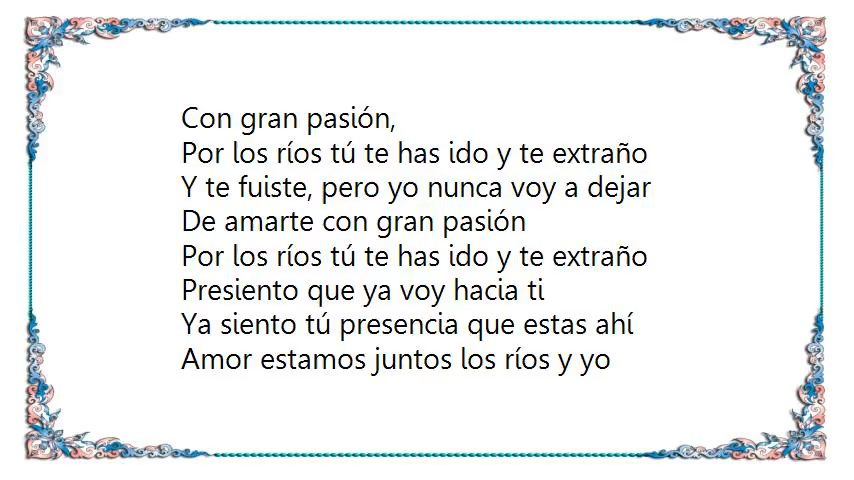 Con gran pasión,
Por los ríos tú te has ido y te extraño
Y te fuiste, pero yo nunca voy a dejar
De amarte con gran pasión
Por los ríos tú te has ido y te extraño
Presiento que ya voy hacia ti
Ya siento tú presencia que estas ahí
Amor estamos juntos los ríos y yo